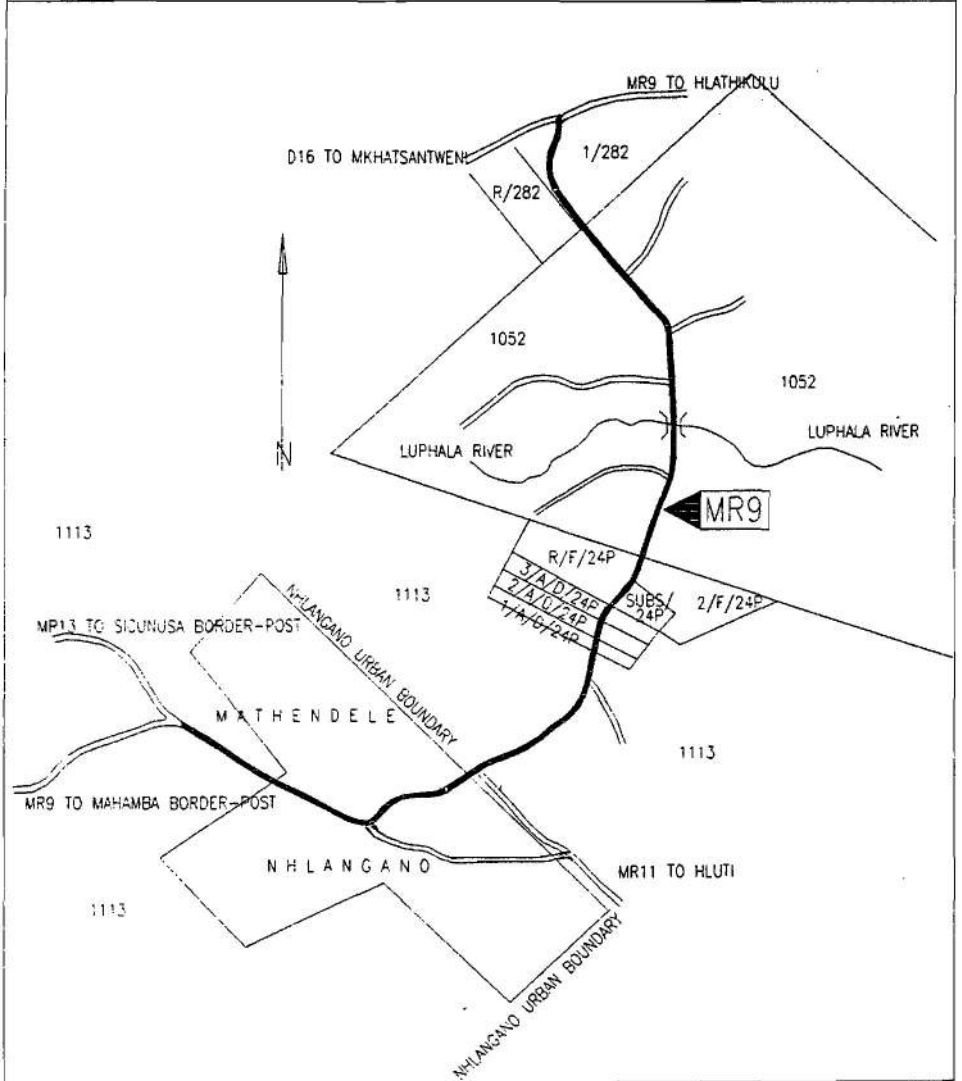 MR9 TO HLATHIKULU
D16 TO MKHATSANTWENI
1/282
R/282
1052
1052
LUPHALA RIVER
LUPHALA RIVER
N
MR9
1113
R/F/24P
3/A/D/24P
2/A/D/24P
1/A/D/24P
SUBS/
24P
2/F/24P
1113
NHLANGANO URBAN BOUNDARY
MR13 TO SICUNUSA BORDER-POST
MATHENDELE
1113
MR9 TO MAHAMBA BORDER-POST
NHLANGANO
MR11 TO HLUTI
1113
NHLANGANO URBAN BOUNDARY